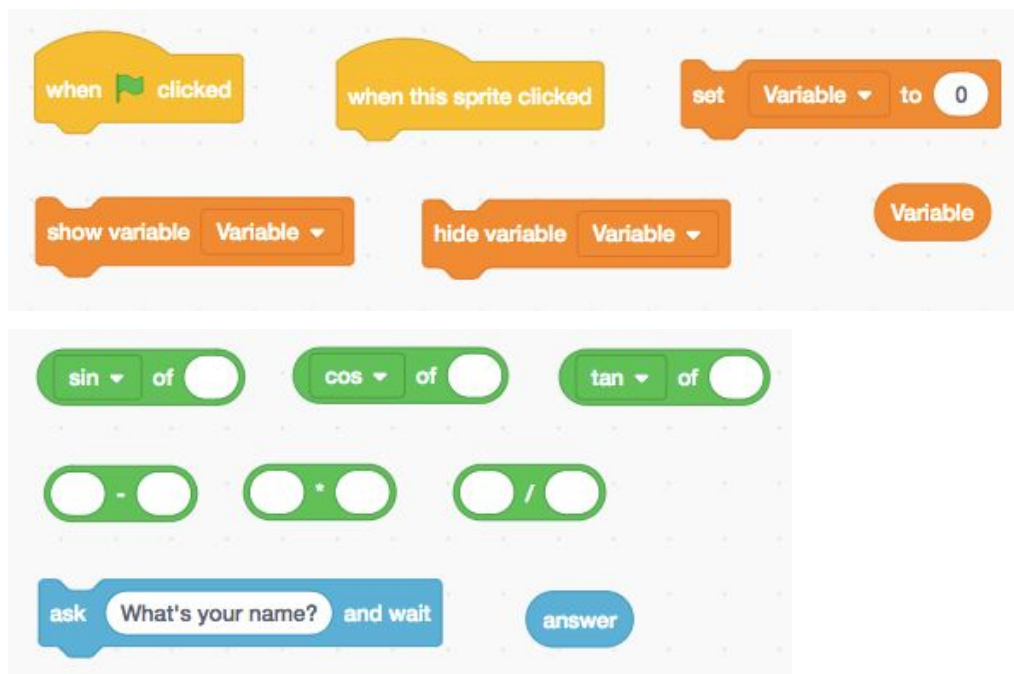 when clicked
when this sprite clicked
set Variable to 0
show variable Variable
hide variable Variable
Variable
sin of
cos of
tan of
-
*
/
ask What's your name? and wait
answer